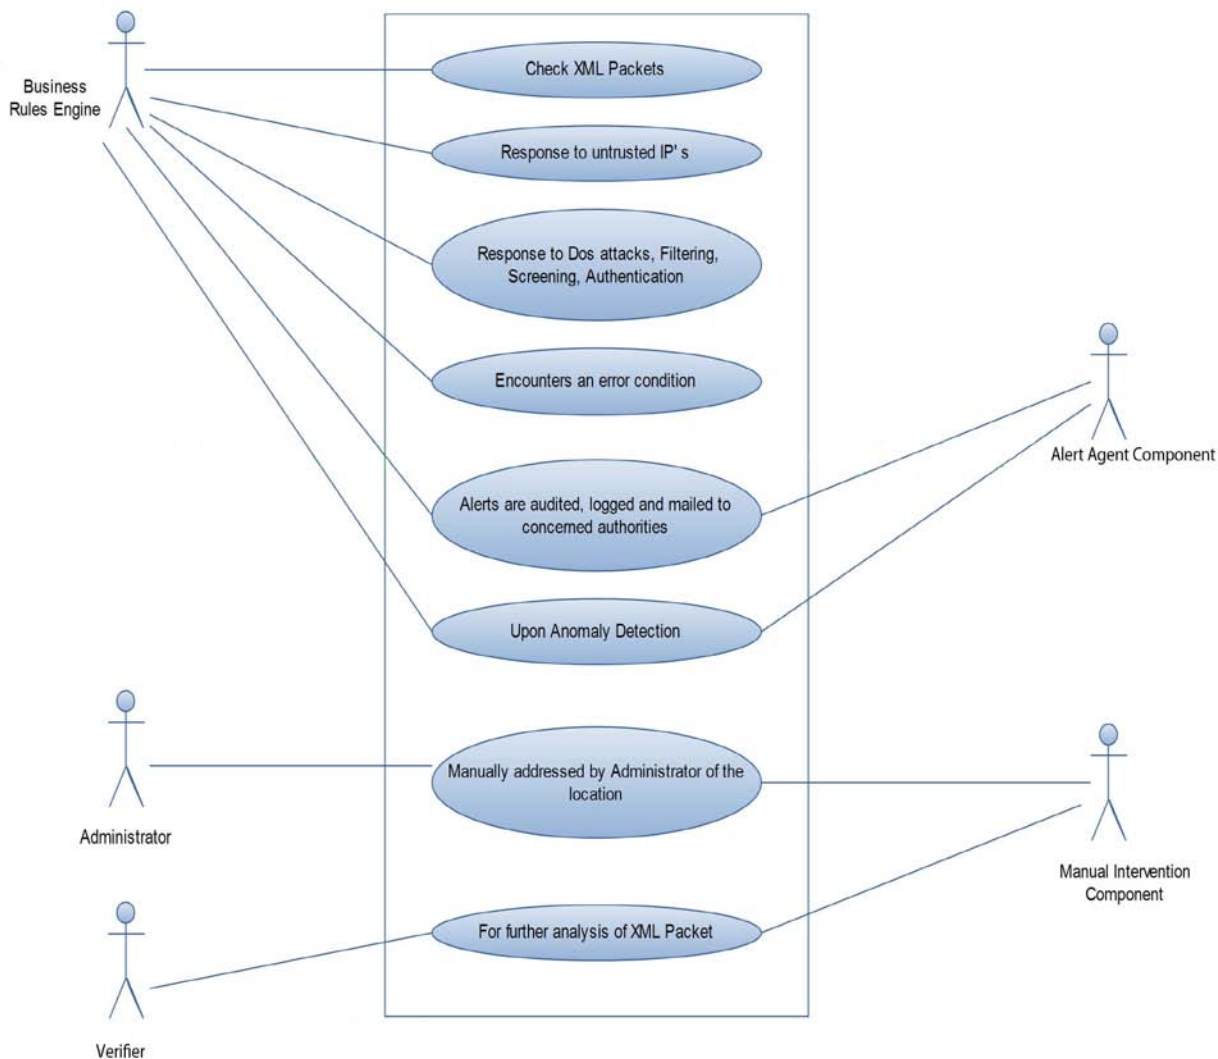 Business
Rules Engine
Check XML Packets
Response to untrusted IP' s
Response to Dos attacks, Filtering,
Screening, Authentication
Encounters an error condition
Alert Agent Component
Alerts are audited, logged and mailed to
concerned authorities
Upon Anomaly Detection
Manually addressed by Administrator of the
location
Administrator
Manual Intervention
Component
For further analysis of XML Packet
Verifier